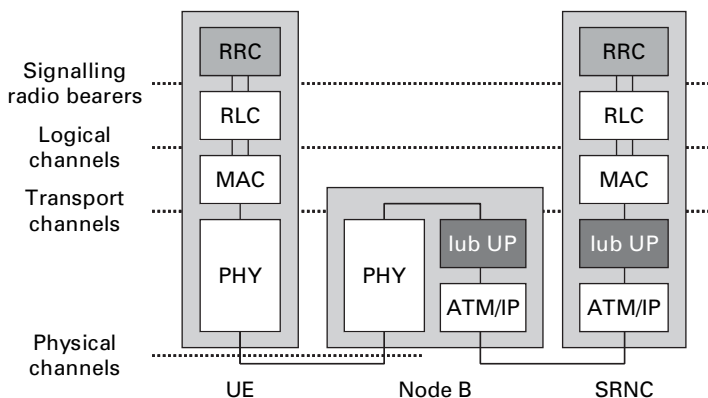 RRC
RRC
Signalling
radio bearers
RLC
RLC
Logical
channels
MAC
MAC
Transport
channels
Iub UP
Iub UP
PHY
PHY
ATM/IP
ATM/IP
Physical
channels
UE
Node B
SRNC